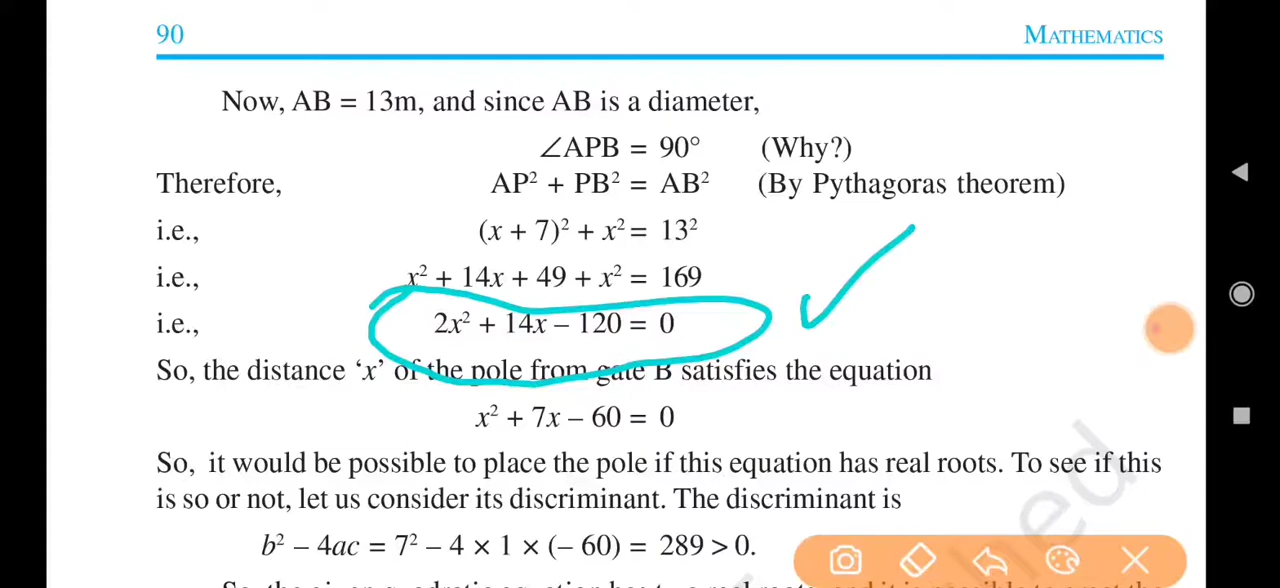 90 MATHEMATICS
Now, AB = 13m, and since AB is a diameter,
∠APB = 90° (Why?)
Therefore, AP² + PB² = AB² (By Pythagoras theorem)
i.e., (x + 7)² + x² = 13²
i.e., x² + 14x + 49 + x² = 169
i.e., 2x² + 14x – 120 = 0
So, the distance ‘x’ of the pole from gate B satisfies the equation
x² + 7x – 60 = 0
So, it would be possible to place the pole if this equation has real roots. To see if this
is so or not, let us consider its discriminant. The discriminant is
b² – 4ac = 7² – 4 × 1 × (– 60) = 289 > 0.